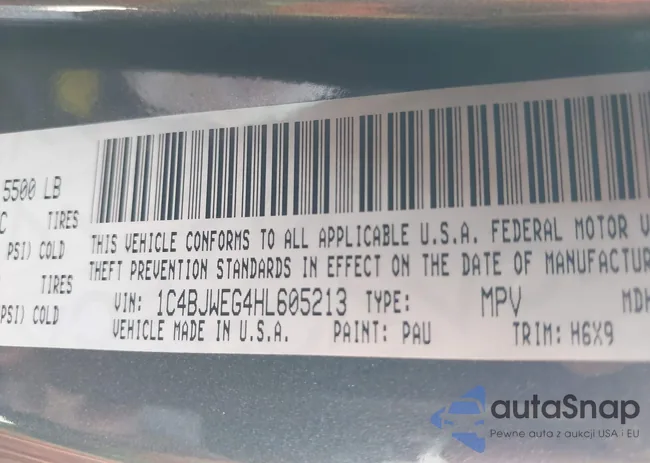 5500 LB
C TIRES
PSI) COLD
TIRES
PSI) COLD
THIS VEHICLE CONFORMS TO ALL APPLICABLE U.S.A. FEDERAL MOTOR V
THEFT PREVENTION STANDARDS IN EFFECT ON THE DATE OF MANUFACTUR
VIN: 1C4BJWEG4HL605213 TYPE: MPV MDH
VEHICLE MADE IN U.S.A. PAINT: PAU TRIM: H6X9
autaSnap
Pewne auta z aukcji USA i EU